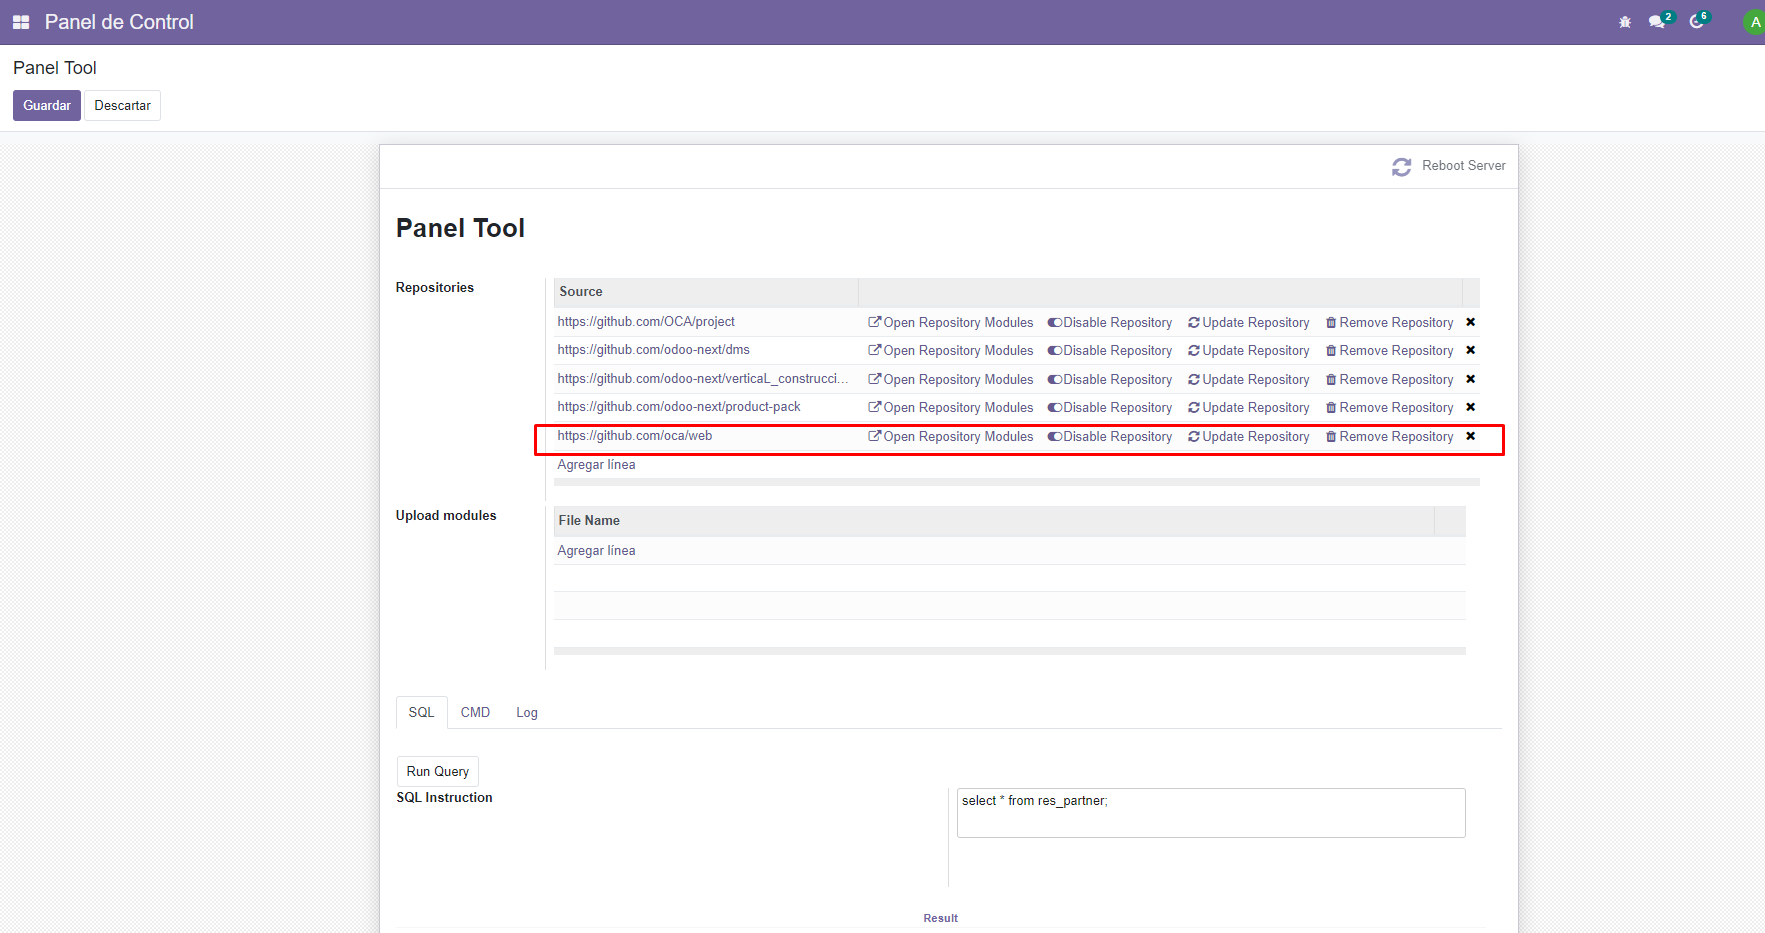 Panel de Control 2 6 A
Panel Tool
Guardar Descartar
Reboot Server
Panel Tool
Repositories
Source
https://github.com/OCA/project Open Repository Modules Disable Repository Update Repository Remove Repository
https://github.com/odoo-next/dms Open Repository Modules Disable Repository Update Repository Remove Repository
https://github.com/odoo-next/verticaL_construcci... Open Repository Modules Disable Repository Update Repository Remove Repository
https://github.com/odoo-next/product-pack Open Repository Modules Disable Repository Update Repository Remove Repository
https://github.com/oca/web Open Repository Modules Disable Repository Update Repository Remove Repository
Agregar línea
Upload modules
File Name
Agregar línea
SQL CMD Log
Run Query
SQL Instruction
select * from res_partner;
Result